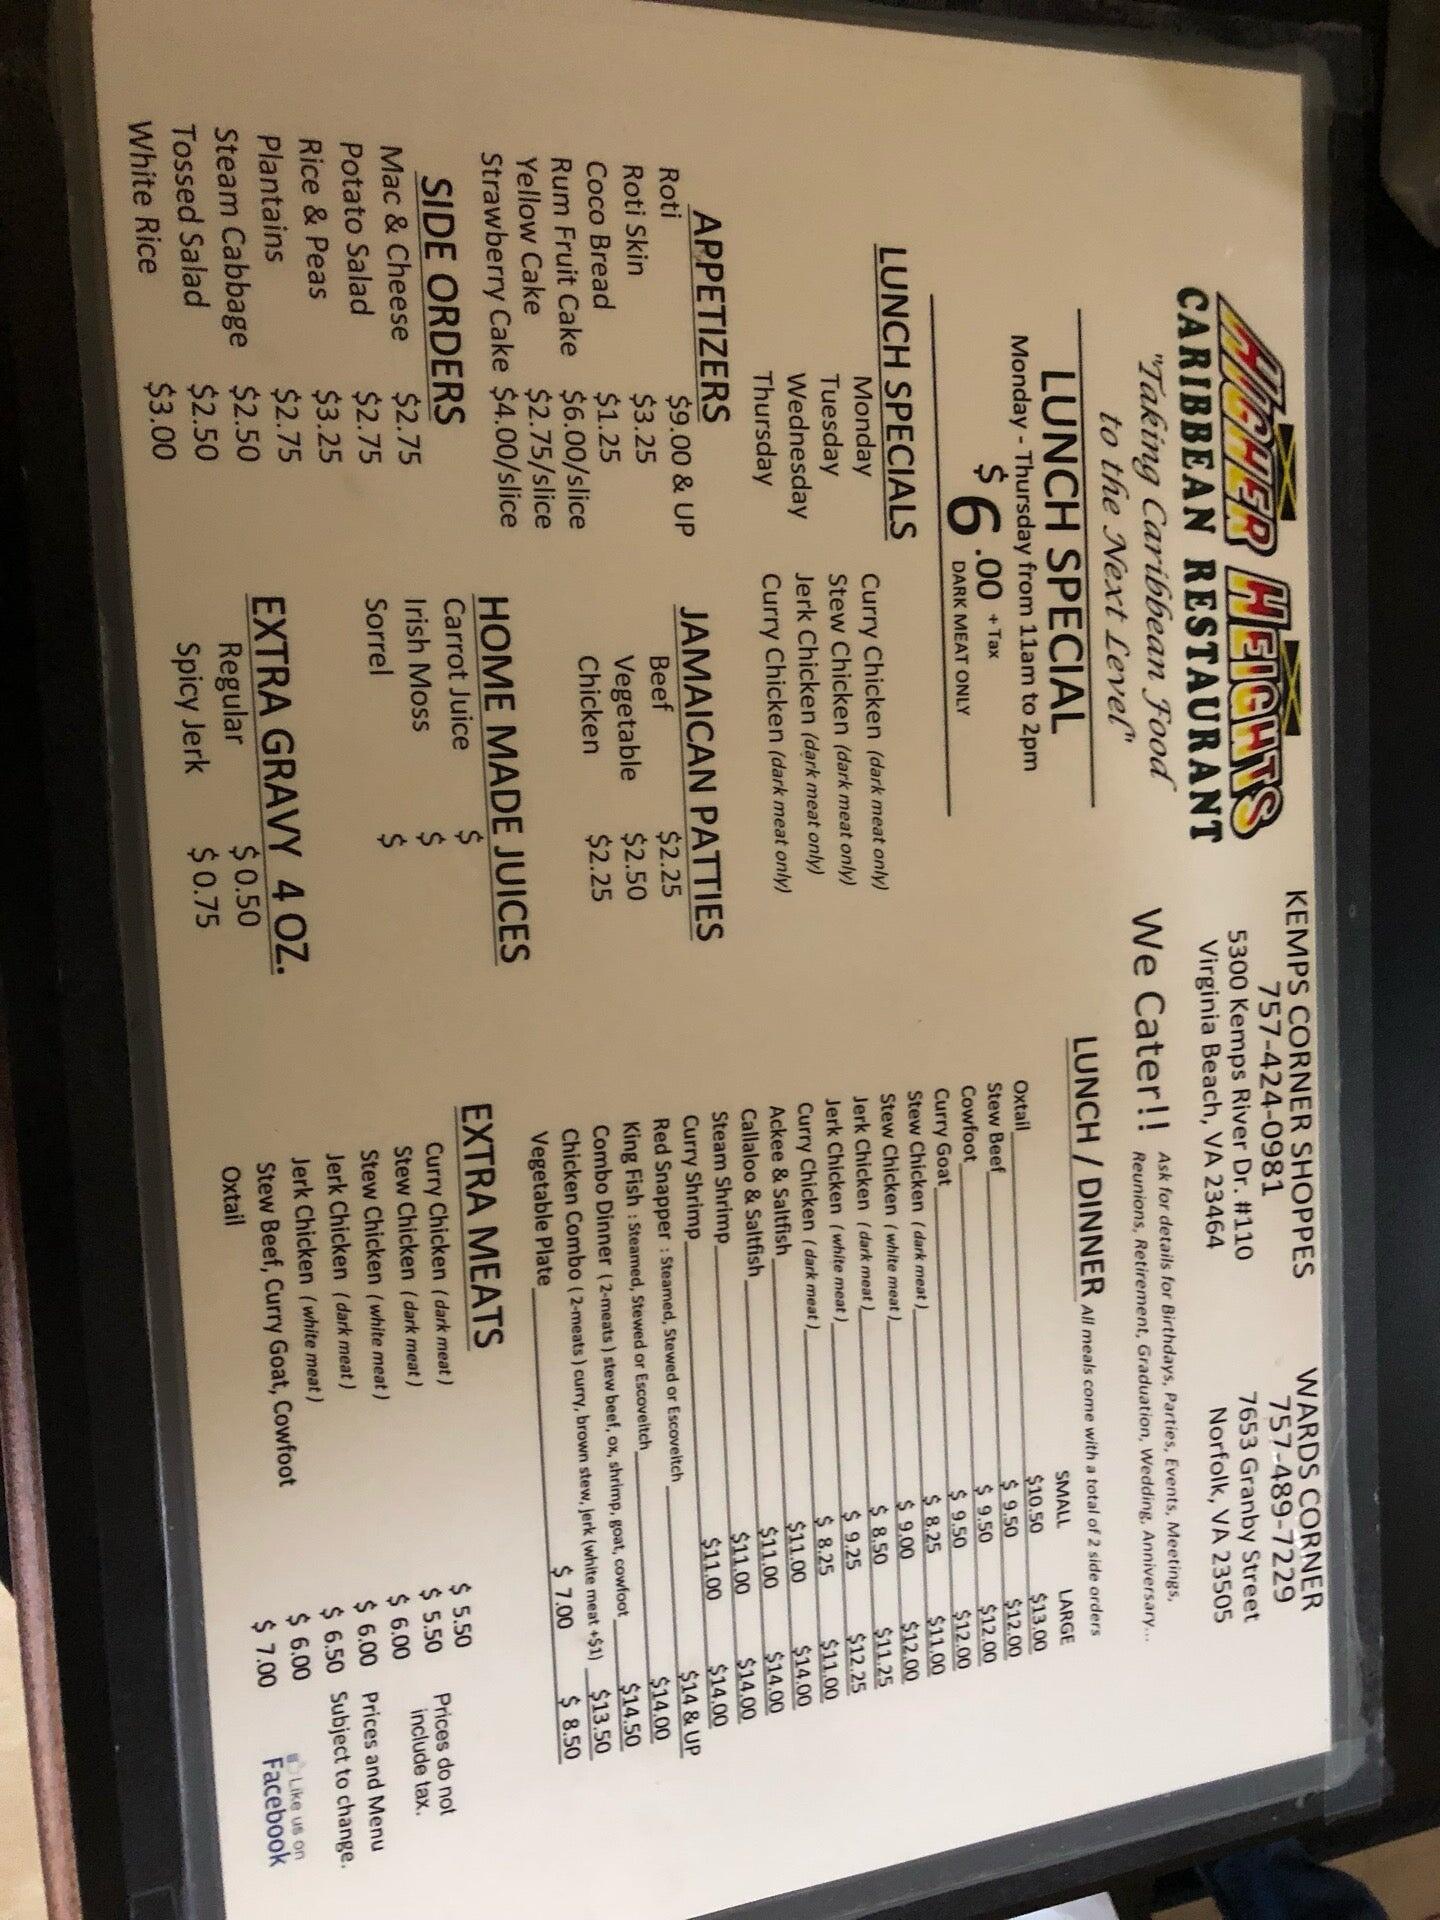 HIGHER HEIGHTS
CARIBBEAN RESTAURANT
"Taking Caribbean Food
to the Next Level"
KEMPS CORNER SHOPPES
757-424-0981
5300 Kemps River Dr. #110
Virginia Beach, VA 23464
WARDS CORNER
757-489-7229
7653 Granby Street
Norfolk, VA 23505
We Cater!!
Ask for details for Birthdays, Parties, Events, Meetings,
Reunions, Retirement, Graduation, Wedding, Anniversary...
LUNCH SPECIAL
Monday - Thursday from 11am to 2pm
$6.00 + Tax
DARK MEAT ONLY
LUNCH SPECIALS
Monday Curry Chicken (dark meat only)
Tuesday Stew Chicken (dark meat only)
Wednesday Jerk Chicken (dark meat only)
Thursday Curry Chicken (dark meat only)
APPETIZERS
Roti $9.00 & UP
Roti Skin $3.25
Coco Bread $1.25
Rum Fruit Cake $6.00/slice
Yellow Cake $2.75/slice
Strawberry Cake $4.00/slice
SIDE ORDERS
Mac & Cheese $2.75
Potato Salad $2.75
Rice & Peas $3.25
Plantains $2.75
Steam Cabbage $2.50
Tossed Salad $2.50
White Rice $3.00
JAMAICAN PATTIES
Beef $2.25
Vegetable $2.50
Chicken $2.25
HOME MADE JUICES
Carrot Juice $
Irish Moss $
Sorrel $
EXTRA GRAVY 4 OZ.
Regular $ 0.50
Spicy Jerk $ 0.75
LUNCH / DINNER All meals come with a total of 2 side orders
SMALL LARGE
Oxtail $10.50 $13.00
Stew Beef $ 9.50 $12.00
Cowfoot $ 9.50 $12.00
Curry Goat $ 9.50 $12.00
Stew Chicken ( dark meat ) $ 8.25 $11.00
Stew Chicken ( white meat ) $ 9.00 $12.00
Jerk Chicken ( dark meat ) $ 8.50 $11.25
Jerk Chicken ( white meat ) $ 9.25 $12.25
Curry Chicken ( dark meat ) $ 8.25 $11.00
Ackee & Saltfish $11.00 $14.00
Callaloo & Saltfish $11.00 $14.00
Steam Shrimp $11.00 $14.00
Curry Shrimp $11.00 $14.00
Red Snapper : Steamed, Stewed or Escoveitch $14 & UP
King Fish : Steamed, Stewed or Escoveitch $14.00
Combo Dinner ( 2-meats ) stew beef, ox, shrimp, goat, cowfoot $14.50
Chicken Combo ( 2-meats ) curry, brown stew, jerk (white meat +$1) $13.50
Vegetable Plate $ 7.00 $ 8.50
EXTRA MEATS
Curry Chicken ( dark meat ) $ 5.50
Stew Chicken ( dark meat ) $ 5.50
Stew Chicken ( white meat ) $ 6.00
Jerk Chicken ( dark meat ) $ 6.00
Jerk Chicken ( white meat ) $ 6.50
Stew Beef, Curry Goat, Cowfoot $ 6.00
Oxtail $ 7.00
Prices do not
include tax.
Prices and Menu
Subject to change.
Like us on
Facebook